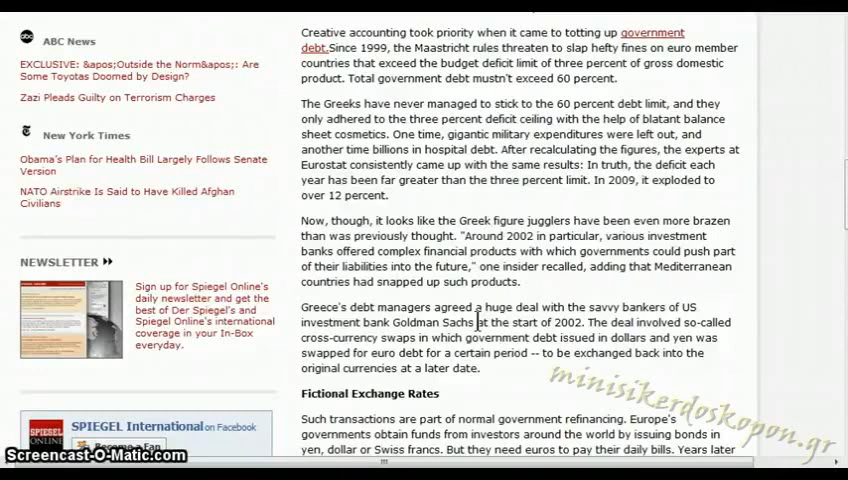 ABC News
EXCLUSIVE: &apos;Outside the Norm&apos;: Are
Some Toyotas Doomed by Design?
Zazi Pleads Guilty on Terrorism Charges
New York Times
Obama's Plan for Health Bill Largely Follows Senate
Version
NATO Airstrike Is Said to Have Killed Afghan
Civilians
NEWSLETTER
Sign up for Spiegel Online's
daily newsletter and get the
best of Der Spiegel's and
Spiegel Online's international
coverage in your In-Box
everyday.
SPIEGEL ONLINE
SPIEGEL International on Facebook
Become a Fan
Creative accounting took priority when it came to totting up government
debt.Since 1999, the Maastricht rules threaten to slap hefty fines on euro member
countries that exceed the budget deficit limit of three percent of gross domestic
product. Total government debt mustn't exceed 60 percent.
The Greeks have never managed to stick to the 60 percent debt limit, and they
only adhered to the three percent deficit ceiling with the help of blatant balance
sheet cosmetics. One time, gigantic military expenditures were left out, and
another time billions in hospital debt. After recalculating the figures, the experts at
Eurostat consistently came up with the same results: In truth, the deficit each
year has been far greater than the three percent limit. In 2009, it exploded to
over 12 percent.
Now, though, it looks like the Greek figure jugglers have been even more brazen
than was previously thought. "Around 2002 in particular, various investment
banks offered complex financial products with which governments could push part
of their liabilities into the future," one insider recalled, adding that Mediterranean
countries had snapped up such products.
Greece's debt managers agreed a huge deal with the savvy bankers of US
investment bank Goldman Sachs at the start of 2002. The deal involved so-called
cross-currency swaps in which government debt issued in dollars and yen was
swapped for euro debt for a certain period -- to be exchanged back into the
original currencies at a later date.
Fictional Exchange Rates
Such transactions are part of normal government refinancing. Europe's
governments obtain funds from investors around the world by issuing bonds in
yen, dollar or Swiss francs. But they need euros to pay their daily bills. Years later
minisikerdoskopon.gr
Screencast-O-Matic.com